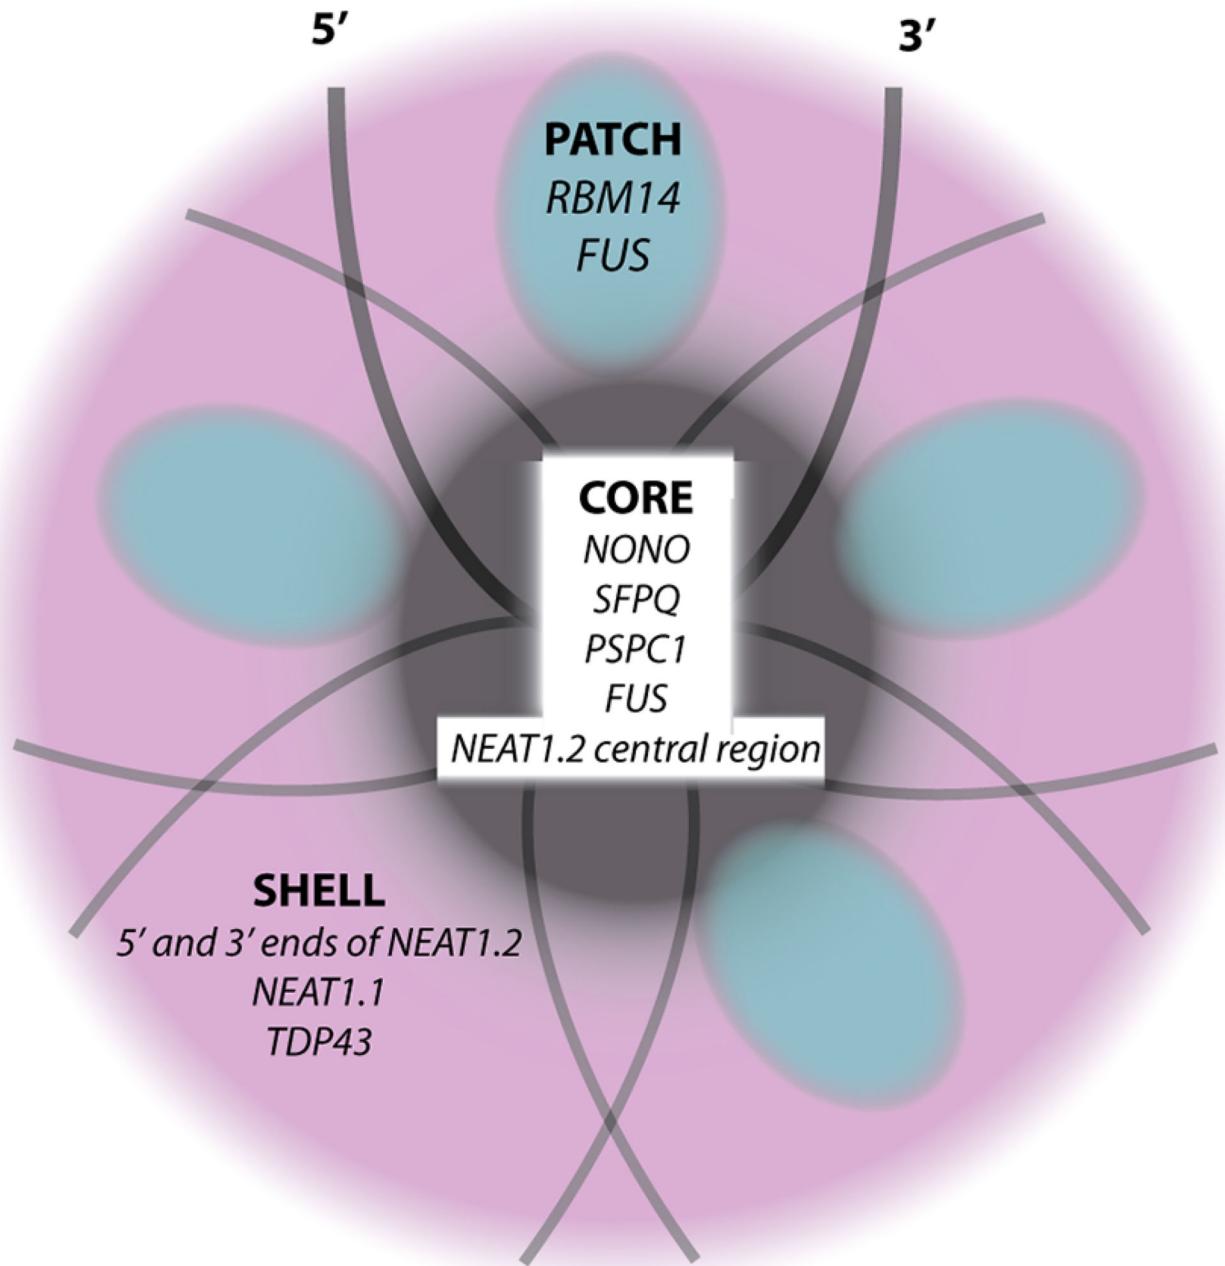 5′
3′
PATCH
RBM14
FUS
CORE
NONO
SFPQ
PSPC1
FUS
NEAT1.2 central region
SHELL
5′ and 3′ ends of NEAT1.2
NEAT1.1
TDP43